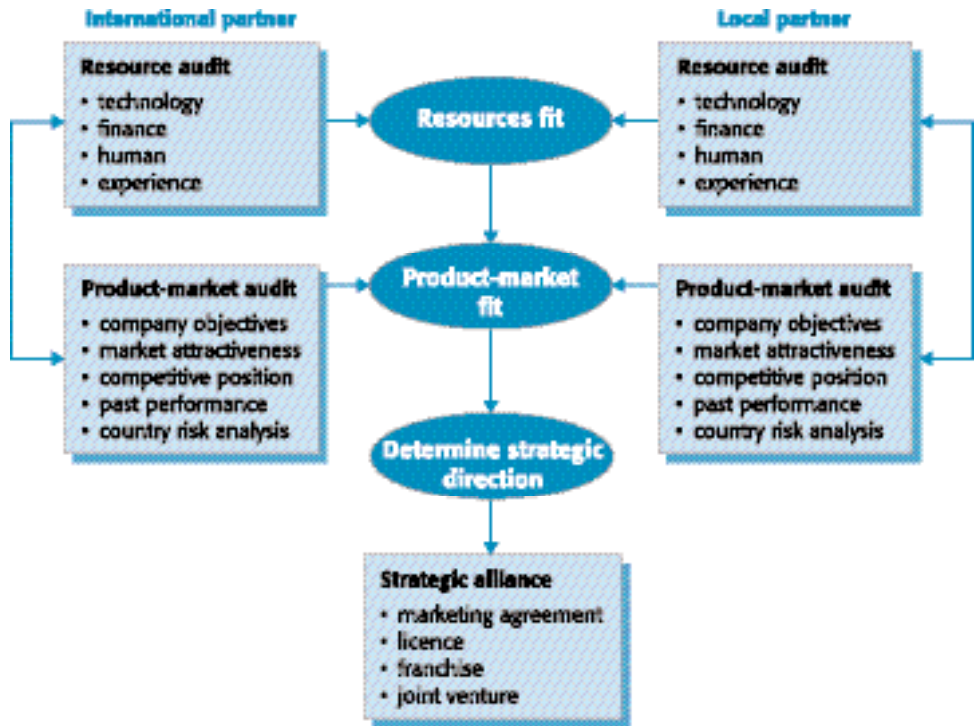 International partner
Resource audit
• technology
• finance
• human
• experience
Product-market audit
• company objectives
• market attractiveness
• competitive position
• past performance
• country risk analysis
Resources fit
Product-market
fit
Determine strategic
direction
Strategic alliance
• marketing agreement
• licence
• franchise
• joint venture
Local partner
Resource audit
• technology
• finance
• human
• experience
Product-market audit
• company objectives
• market attractiveness
• competitive position
• past performance
• country risk analysis